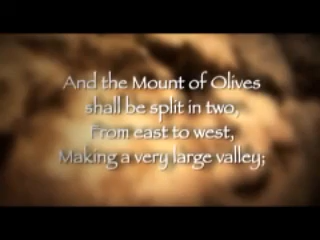 And the Mount of Olives
shall be split in two,
From east to west,
Making a very large valley;